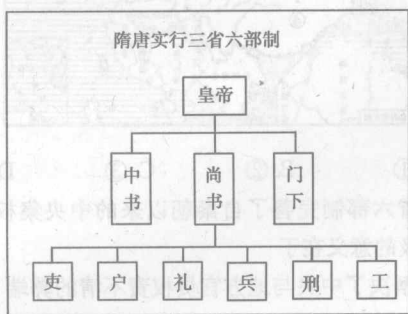 隋唐实行三省六部制
皇帝
中书
尚书
门下
吏 户 礼 兵 刑 工